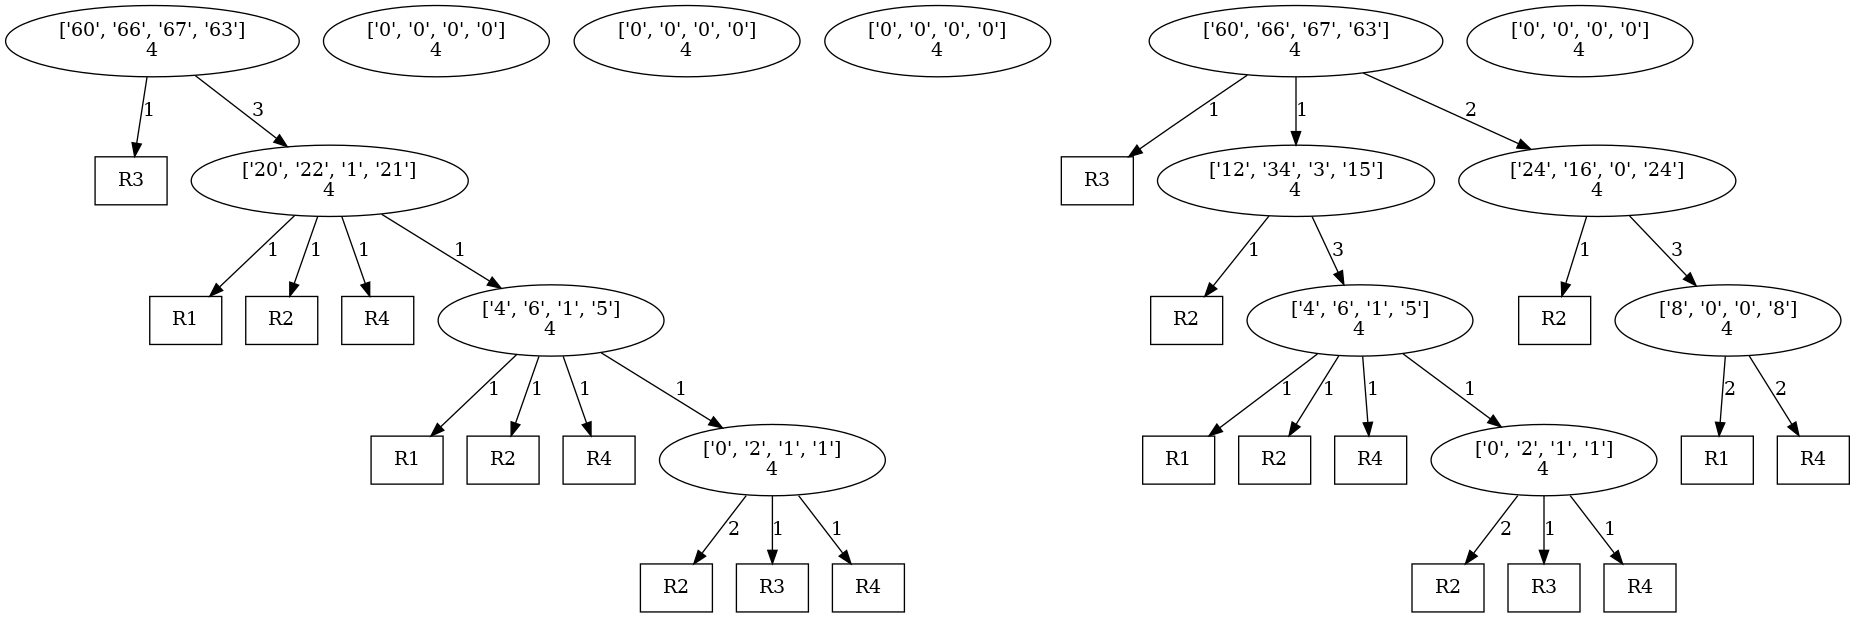 ['60', '66', '67', '63']
4
['0', '0', '0', '0']
4
['0', '0', '0', '0']
4
['0', '0', '0', '0']
4
['60', '66', '67', '63']
4
['0', '0', '0', '0']
4
1
3
1
1
2
R3
['20', '22', '1', '21']
4
R3
['12', '34', '3', '15']
4
['24', '16', '0', '24']
4
1
1
1
1
1
3
1
3
R1
R2
R4
['4', '6', '1', '5']
4
R2
['4', '6', '1', '5']
4
R2
['8', '0', '0', '8']
4
1
1
1
1
1
1
1
1
2
2
R1
R2
R4
['0', '2', '1', '1']
4
R1
R2
R4
['0', '2', '1', '1']
4
R1
R4
2
1
1
2
1
1
R2
R3
R4
R2
R3
R4